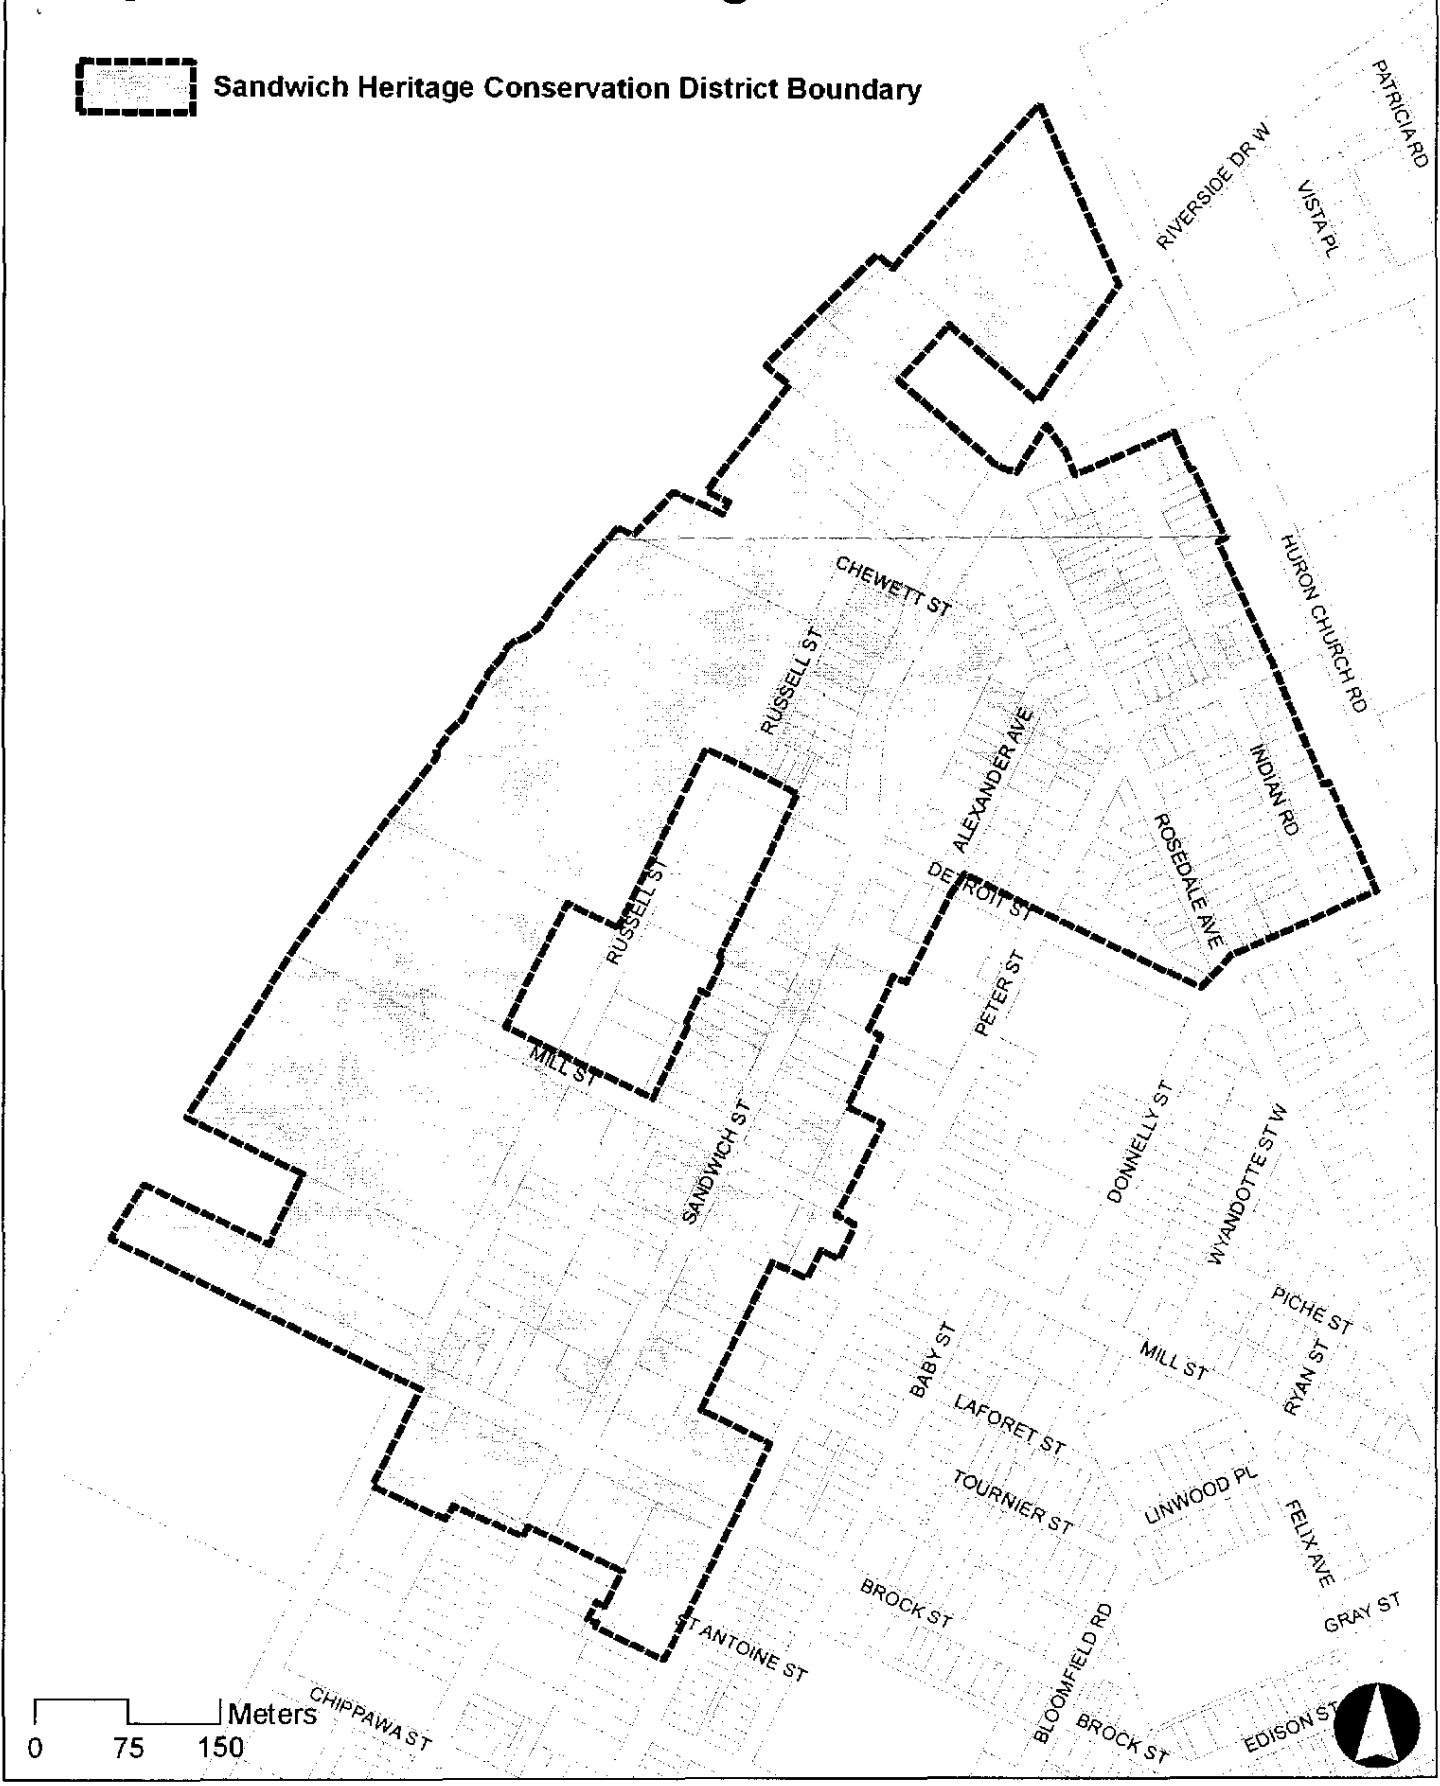 Sandwich Heritage Conservation District Boundary
PATRICIA RD
RIVERSIDE DR W
VISTA PL
CHEWETT ST
HURON CHURCH RD
RUSSELL ST
ALEXANDER AVE
INDIAN RD
ROSEDALE AVE
DETROIT ST
RUSSELL ST
PETER ST
MILL ST
SANDWICH ST
DONNELLY ST
WYANDOTTE ST W
PICHE ST
MILL ST
RYAN ST
BABY ST
LAFORET ST
TOURNIER ST
LINWOOD PL
FELIX AVE
BROCK ST
GRAY ST
ST ANTOINE ST
BLOOMFIELD RD
CHIPPAWA ST
BROCK ST
EDISON ST
Meters
0 75 150